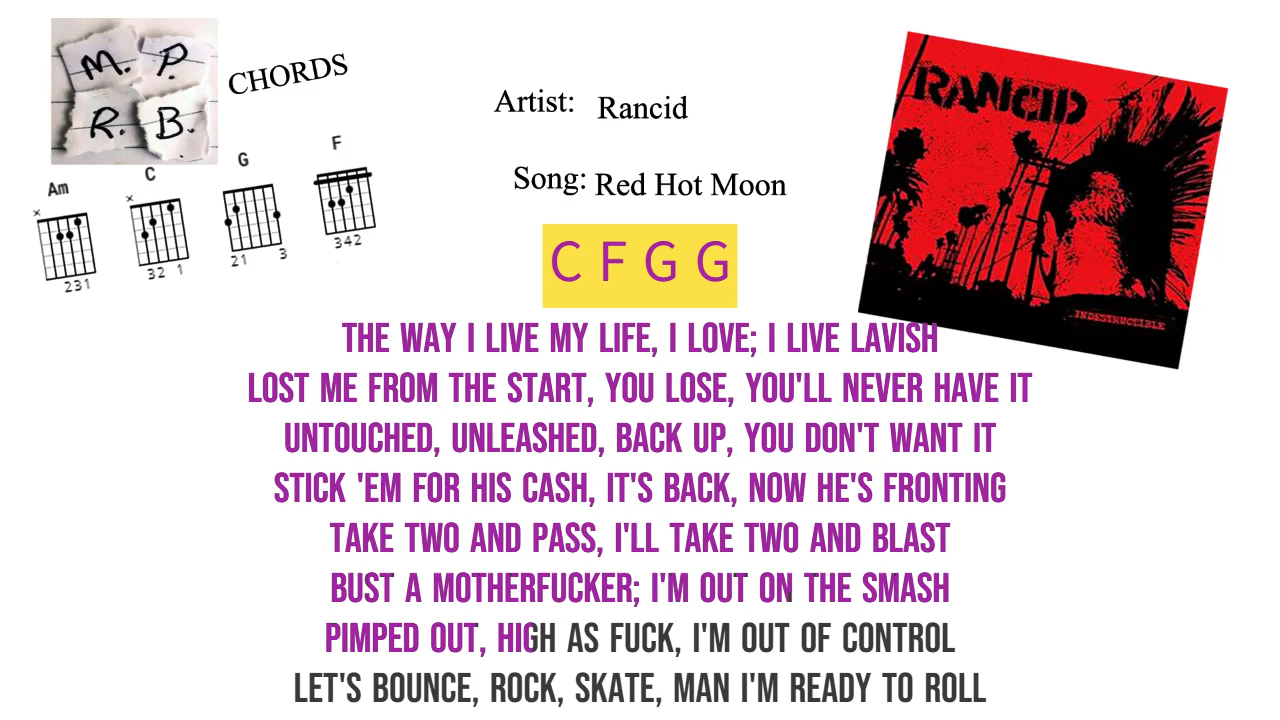 M. P.
R. B.
CHORDS
Artist: Rancid
Song: Red Hot Moon
Am
×
231
C
×
32 1
G
21 3
F
342
RANCID
INDESTRUCTIBLE
C F G G
THE WAY I LIVE MY LIFE, I LOVE; I LIVE LAVISH
LOST ME FROM THE START, YOU LOSE, YOU'LL NEVER HAVE IT
UNTOUCHED, UNLEASHED, BACK UP, YOU DON'T WANT IT
STICK 'EM FOR HIS CASH, IT'S BACK, NOW HE'S FRONTING
TAKE TWO AND PASS, I'LL TAKE TWO AND BLAST
BUST A MOTHERFUCKER; I'M OUT ON THE SMASH
PIMPED OUT, HIGH AS FUCK, I'M OUT OF CONTROL
LET'S BOUNCE, ROCK, SKATE, MAN I'M READY TO ROLL